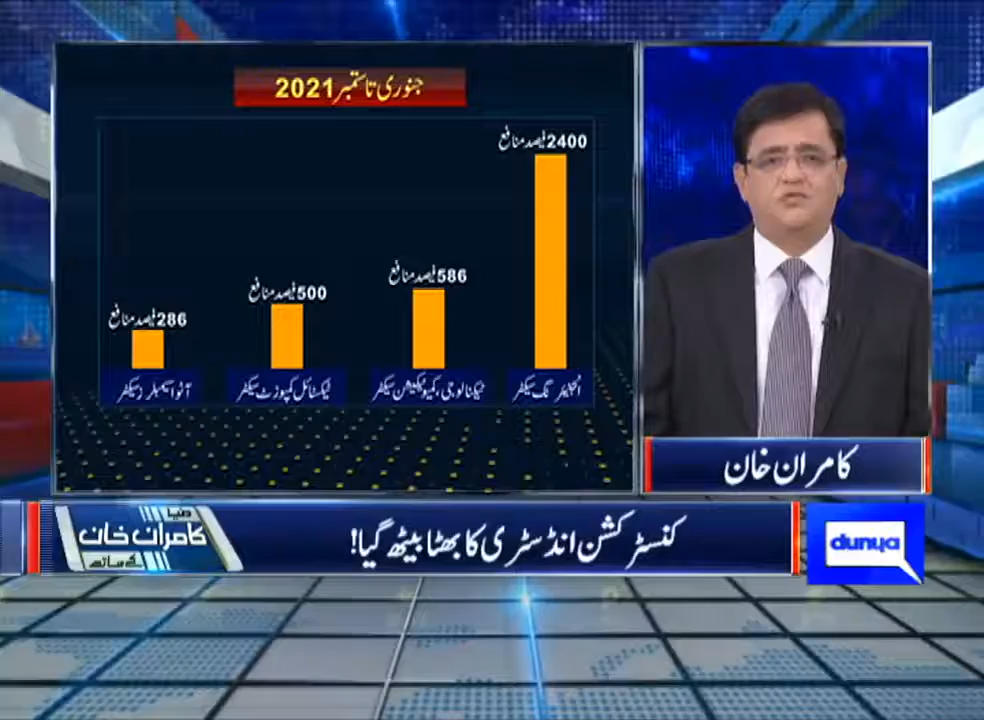 جنوری تا ستمبر 2021
2400 فیصد منافع
586 فیصد منافع
500 فیصد منافع
286 فیصد منافع
انجینئرنگ سیکٹر
ٹیکنالوجی، کمیونیکیشن سیکٹر
ٹیکسٹائل کمپوزٹ سیکٹر
آٹو اسمبلرز سیکٹر
کامران خان
کنسٹرکشن انڈسٹری کا بھٹا بیٹھ گیا!
دنیا
کامران خان
کے ساتھ
dunya